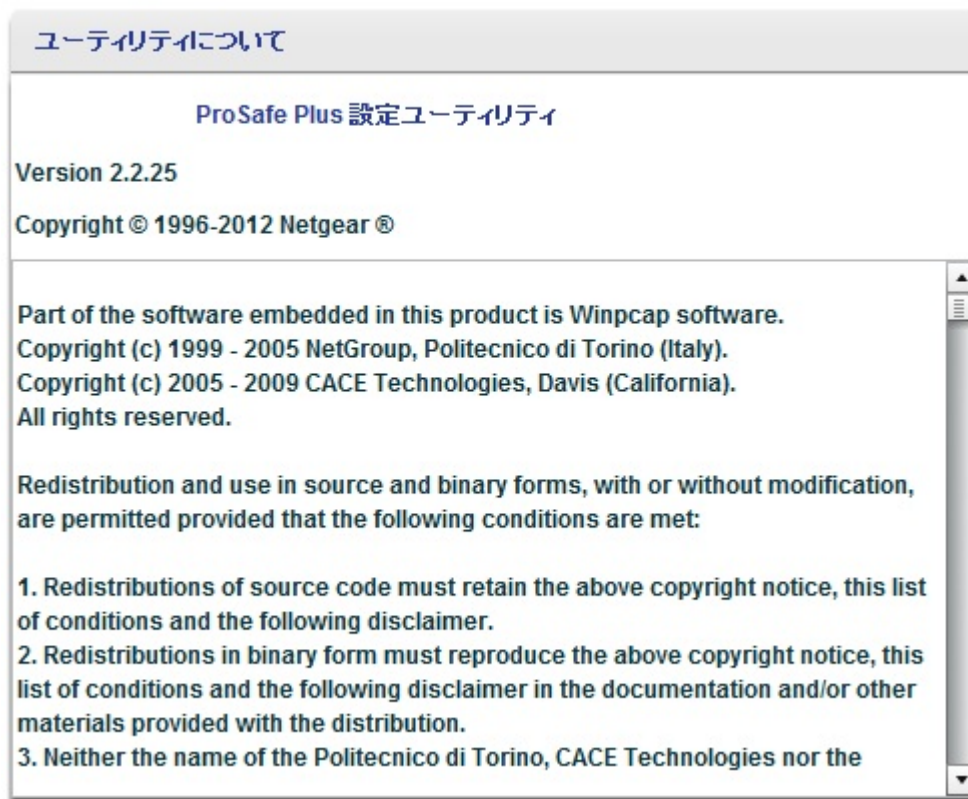 ユーティリティについて
ProSafe Plus 設定ユーティリティ
Version 2.2.25
Copyright © 1996-2012 Netgear ®
Part of the software embedded in this product is Winpcap software.
Copyright (c) 1999 - 2005 NetGroup, Politecnico di Torino (Italy).
Copyright (c) 2005 - 2009 CACE Technologies, Davis (California).
All rights reserved.
Redistribution and use in source and binary forms, with or without modification,
are permitted provided that the following conditions are met:
1. Redistributions of source code must retain the above copyright notice, this list
of conditions and the following disclaimer.
2. Redistributions in binary form must reproduce the above copyright notice, this
list of conditions and the following disclaimer in the documentation and/or other
materials provided with the distribution.
3. Neither the name of the Politecnico di Torino, CACE Technologies nor the